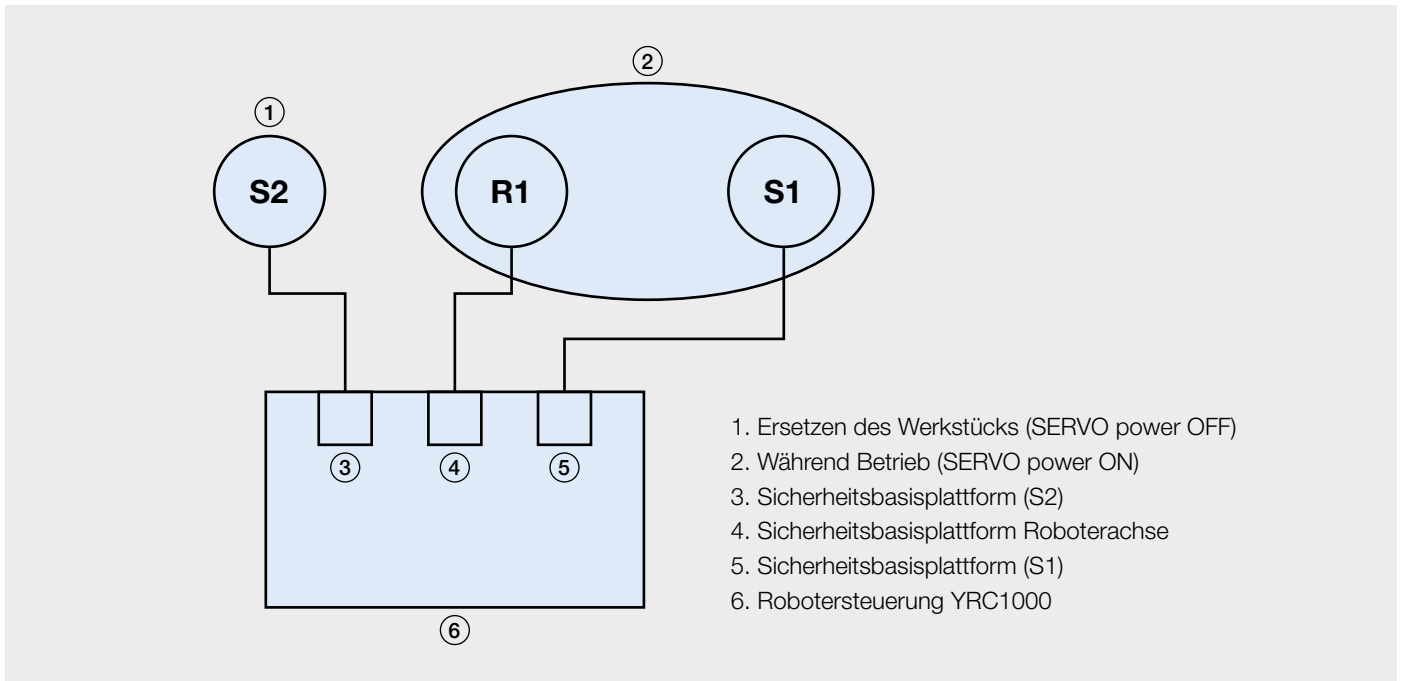 ②
①
S2
R1
S1
③
④
⑤
⑥
1. Ersetzen des Werkstücks (SERVO power OFF)
2. Während Betrieb (SERVO power ON)
3. Sicherheitsbasisplattform (S2)
4. Sicherheitsbasisplattform Roboterachse
5. Sicherheitsbasisplattform (S1)
6. Robotersteuerung YRC1000